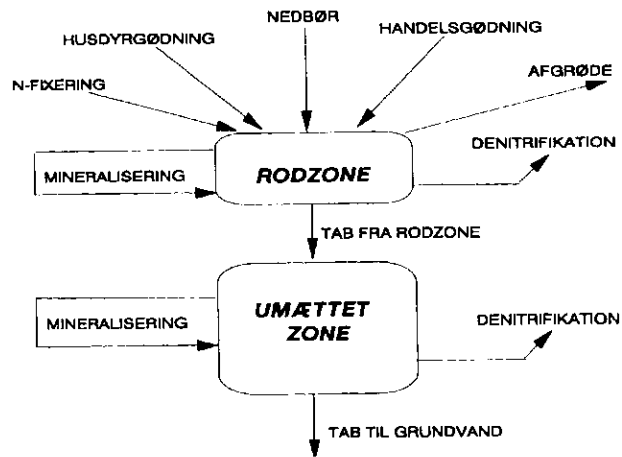 NEDBØR
HUSDYRGØDNING
HANDELSGØDNING
N-FIXERING
AFGRØDE
DENITRIFIKATION
MINERALISERING
RODZONE
TAB FRA RODZONE
UMÆTTET
ZONE
MINERALISERING
DENITRIFIKATION
TAB TIL GRUNDVAND